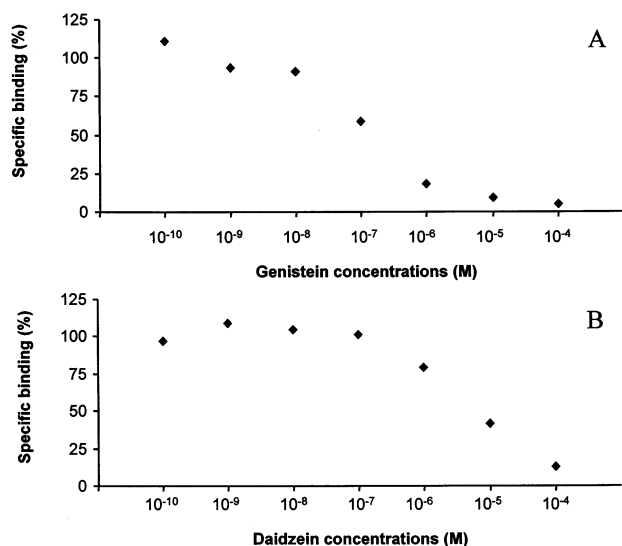 A
Specific binding (%)
125
100
75
50
25
0
10⁻¹⁰ 10⁻⁹ 10⁻⁸ 10⁻⁷ 10⁻⁶ 10⁻⁵ 10⁻⁴
Genistein concentrations (M)
B
Specific binding (%)
125
100
75
50
25
0
10⁻¹⁰ 10⁻⁹ 10⁻⁸ 10⁻⁷ 10⁻⁶ 10⁻⁵ 10⁻⁴
Daidzein concentrations (M)